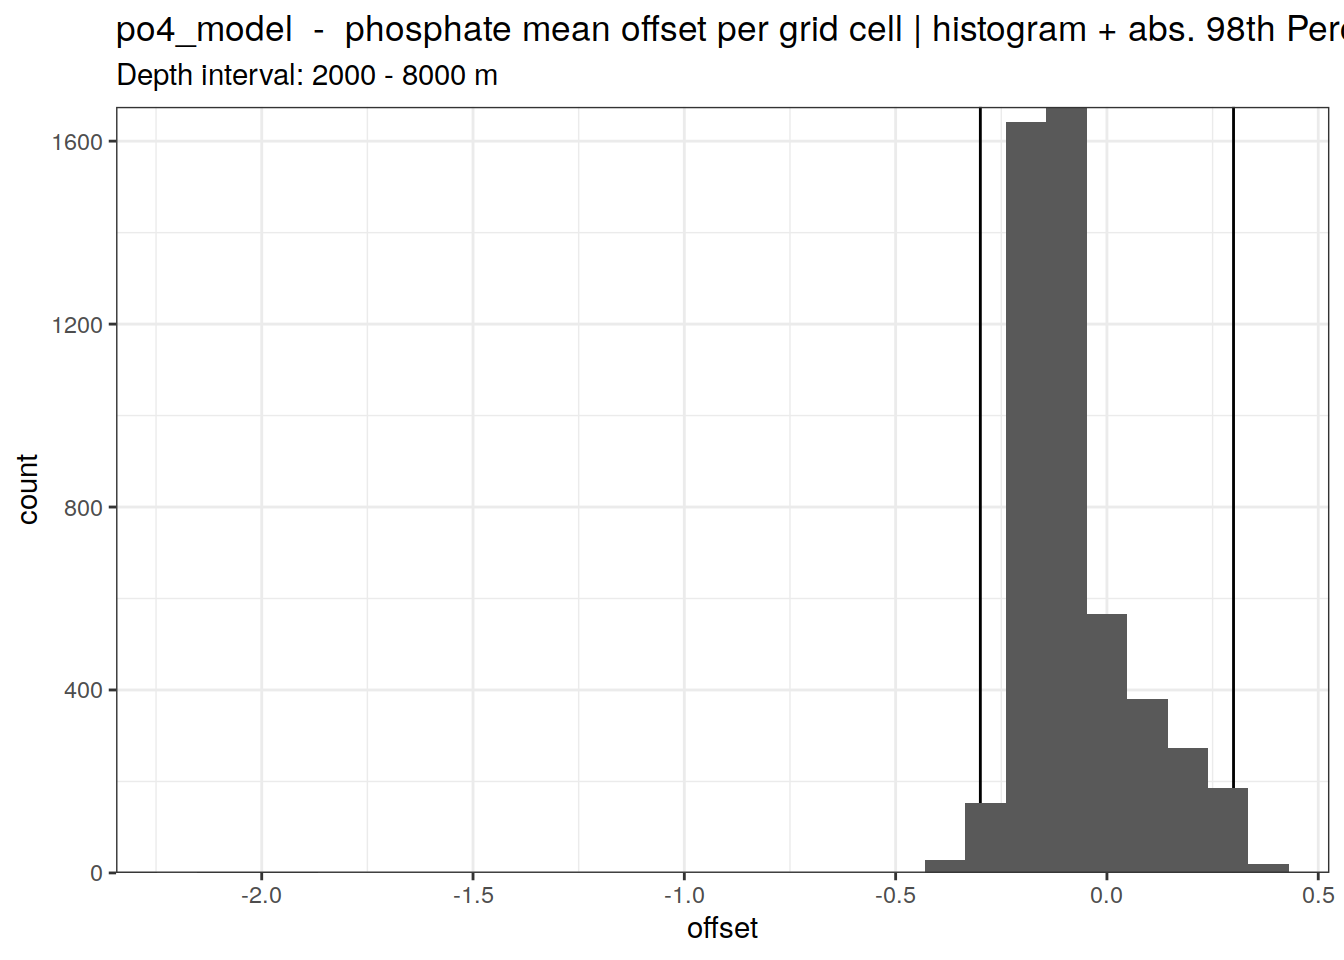 po4_model  -  phosphate mean offset per grid cell | histogram + abs. 98th
Depth interval: 2000 - 8000 m
1600
1200
800
400
0
count
-2.0 -1.5 -1.0 -0.5 0.0 0.5
offset